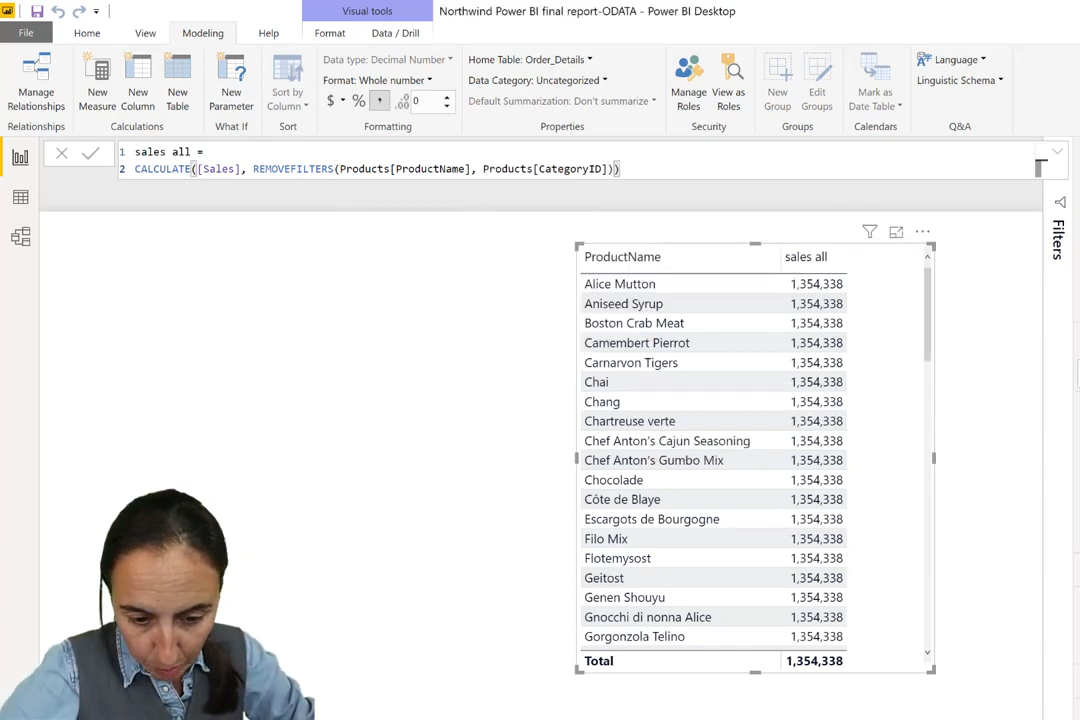 Visual tools
Northwind Power BI final report-ODATA - Power BI Desktop
File
Home
View
Modeling
Help
Format
Data / Drill
Manage
Relationships
Relationships
New
Measure
New
Column
New
Table
Calculations
New
Parameter
What If
Sort by
Column
Sort
Data type: Decimal Number
Format: Whole number
$ % , .00 0
Formatting
Home Table: Order_Details
Data Category: Uncategorized
Default Summarization: Don't summarize
Properties
Manage
Roles
View as
Roles
Security
New
Group
Edit
Groups
Groups
Mark as
Date Table
Calendars
Language
Linguistic Schema
Q&A
1 sales all =
2 CALCULATE([Sales], REMOVEFILTERS(Products[ProductName], Products[CategoryID]))
Filters
ProductName sales all
Alice Mutton 1,354,338
Aniseed Syrup 1,354,338
Boston Crab Meat 1,354,338
Camembert Pierrot 1,354,338
Carnarvon Tigers 1,354,338
Chai 1,354,338
Chang 1,354,338
Chartreuse verte 1,354,338
Chef Anton's Cajun Seasoning 1,354,338
Chef Anton's Gumbo Mix 1,354,338
Chocolade 1,354,338
Côte de Blaye 1,354,338
Escargots de Bourgogne 1,354,338
Filo Mix 1,354,338
Flotemysost 1,354,338
Geitost 1,354,338
Genen Shouyu 1,354,338
Gnocchi di nonna Alice 1,354,338
Gorgonzola Telino 1,354,338
Total 1,354,338